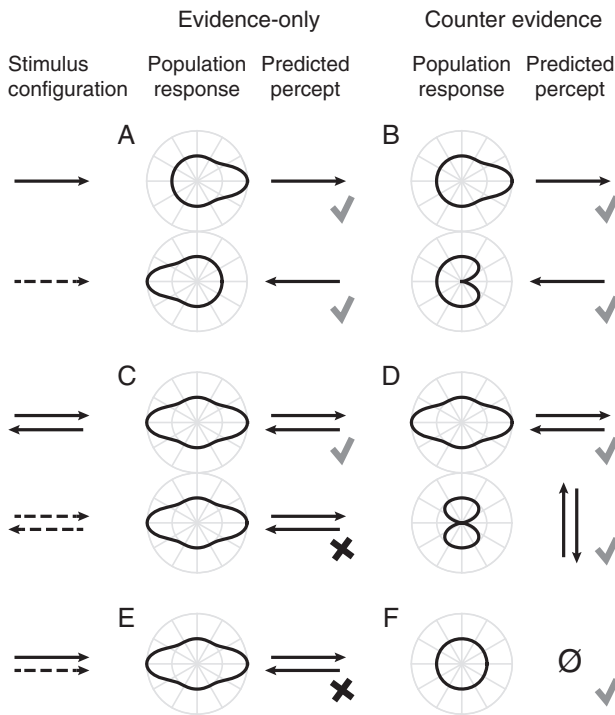 Evidence-only Counter evidence
Stimulus Population Predicted Population Predicted
configuration response percept response percept
A B
C D
E F
Ø